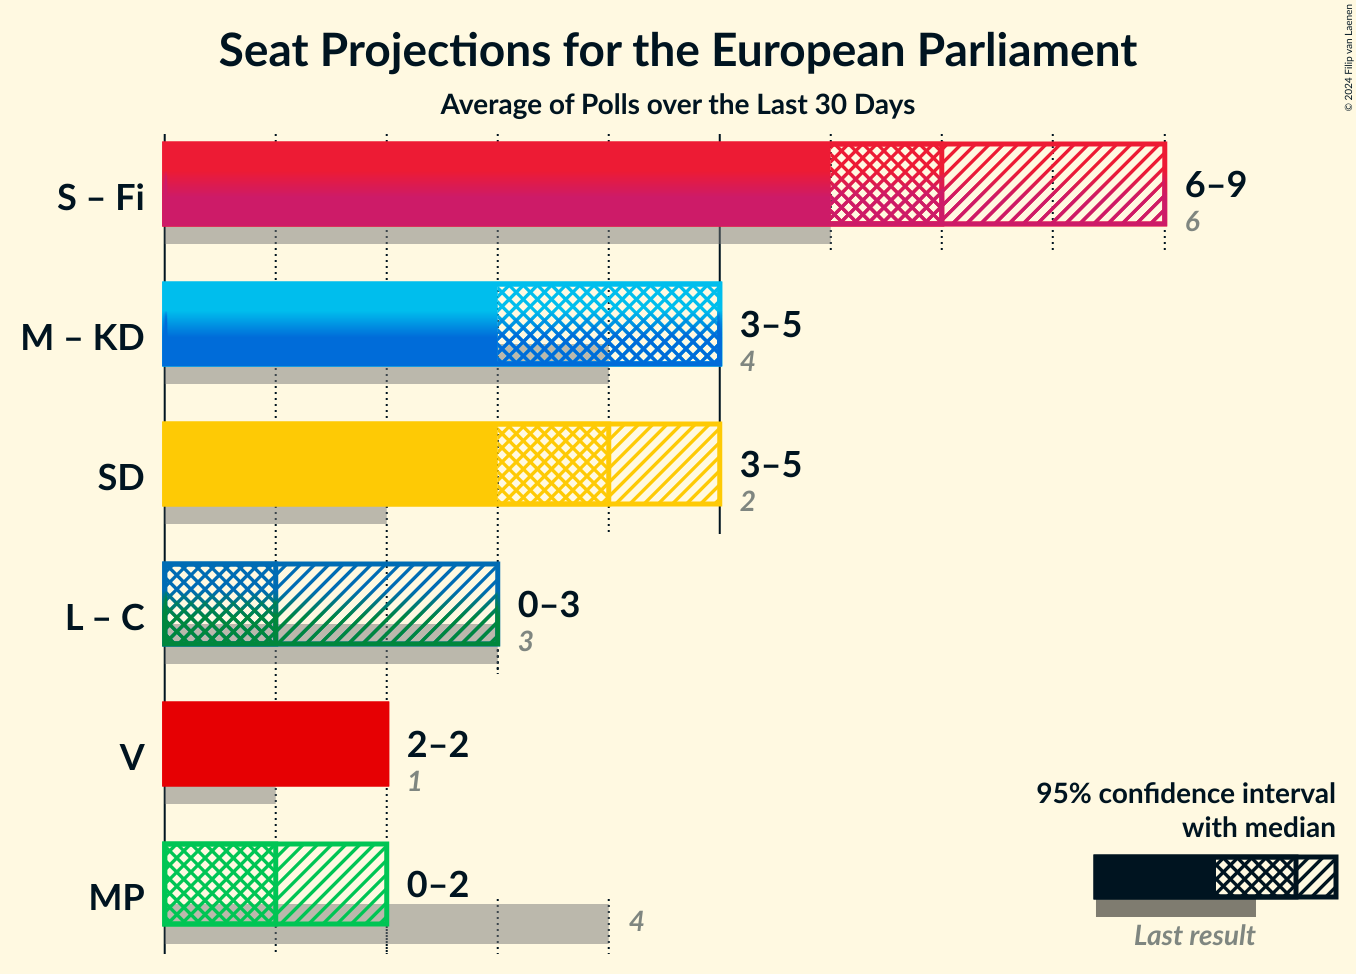 Seat Projections for the European Parliament
Average of Polls over the Last 30 Days
© 2024 Filip van Laenen
S – Fi
6–9
6
M – KD
3–5
4
SD
3–5
2
L – C
0–3
3
V
2–2
1
MP
0–2
4
95% confidence interval
with median
Last result